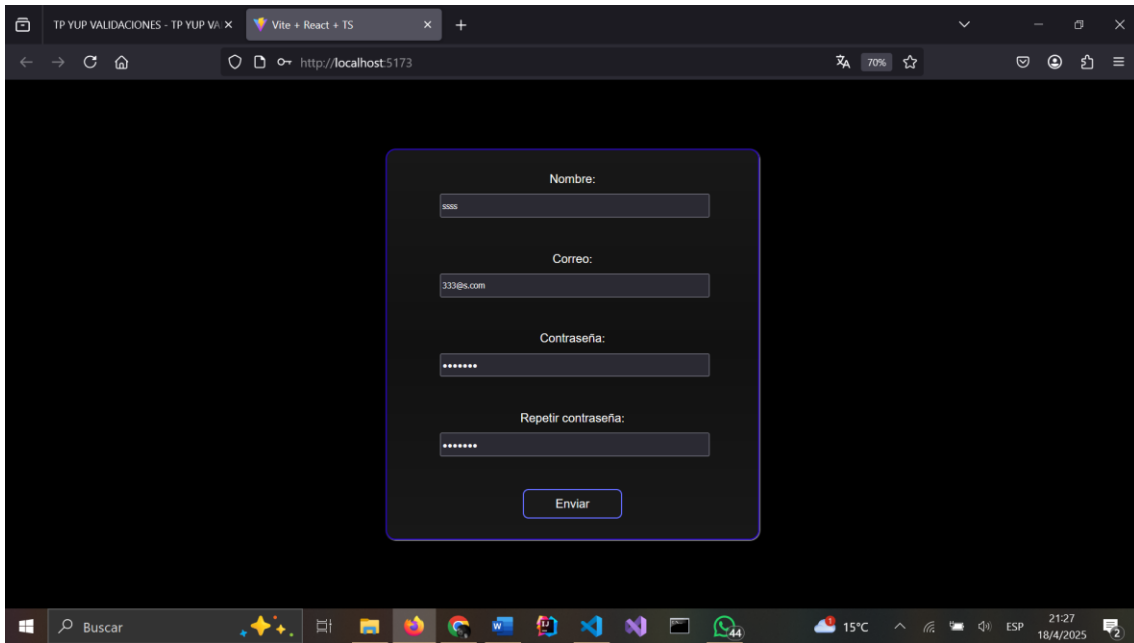 TP YUP VALIDACIONES - TP YUP VA
Vite + React + TS
http://localhost:5173
70%
Nombre:
ssss
Correo:
333@s.com
Contraseña:
•••••••
Repetir contraseña:
•••••••
Enviar
Buscar
44
15°C
ESP
21:27
18/4/2025
2